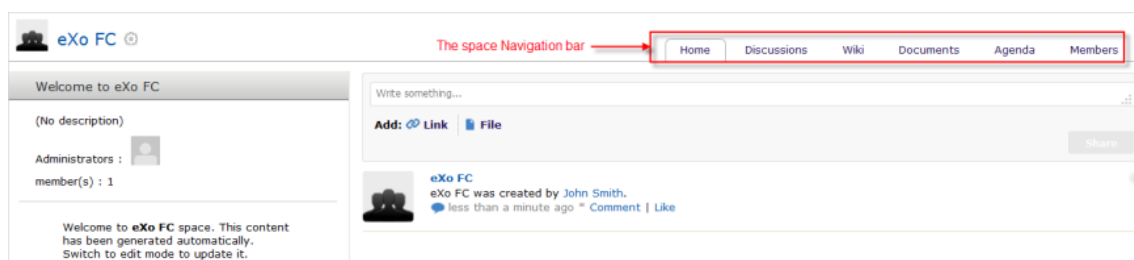 eXo FC
The space Navigation bar
Home Discussions Wiki Documents Agenda Members
Welcome to eXo FC
(No description)
Administrators :
member(s) : 1
Welcome to eXo FC space. This content
has been generated automatically.
Switch to edit mode to update it.
Write something...
Add: Link File
Share
eXo FC
eXo FC was created by John Smith.
less than a minute ago * Comment | Like